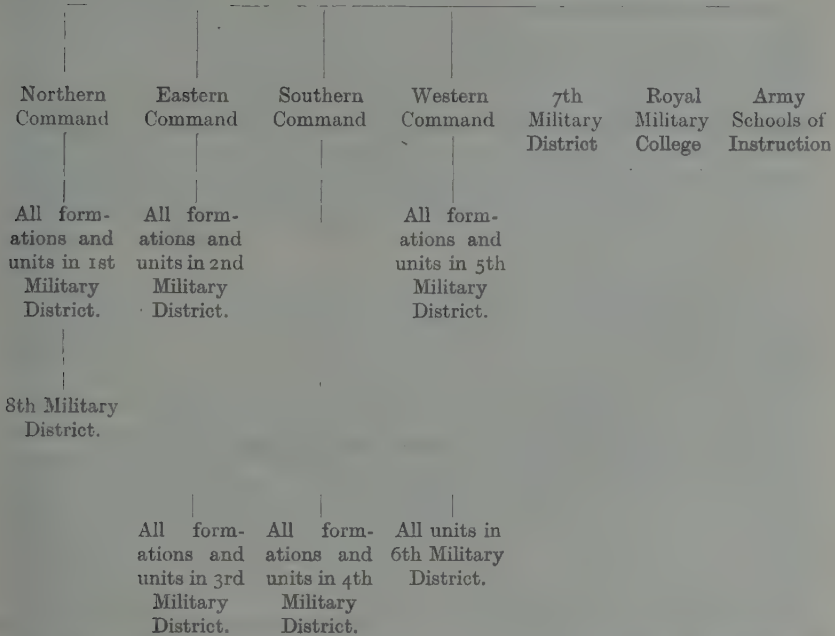 Northern
Command
Eastern
Command
Southern
Command
Western
Command
7th
Military
District
Royal
Military
College
Army
Schools of
Instruction
All form-
ations and
units in 1st
Military
District.
All form-
ations and
units in 2nd
Military
District.
All form-
ations and
units in 5th
Military
District.
8th Military
District.
All form-
ations and
units in 3rd
Military
District.
All form-
ations and
units in 4th
Military
District.
All units in
6th Military
District.